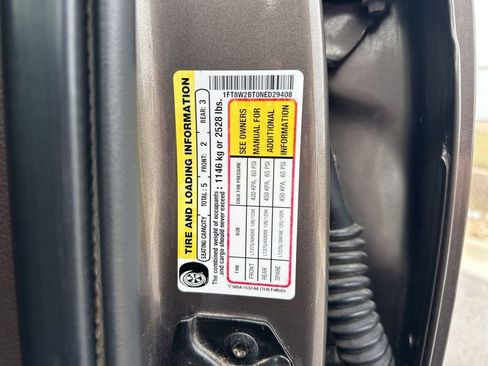 1FT8W2BT0NED29408
TIRE AND LOADING INFORMATION
SEATING CAPACITY TOTAL: 5 FRONT: 2 REAR: 3
The combined weight of occupants
and cargo should never exceed : 1146 kg or 2528 lbs.
TIRE SIZE COLD TIRE PRESSURE
FRONT 420 KPA, 60 PSI
REAR 450 KPA, 65 PSI
SPARE 450 KPA, 65 PSI
SEE OWNERS
MANUAL FOR
ADDITIONAL
INFORMATION